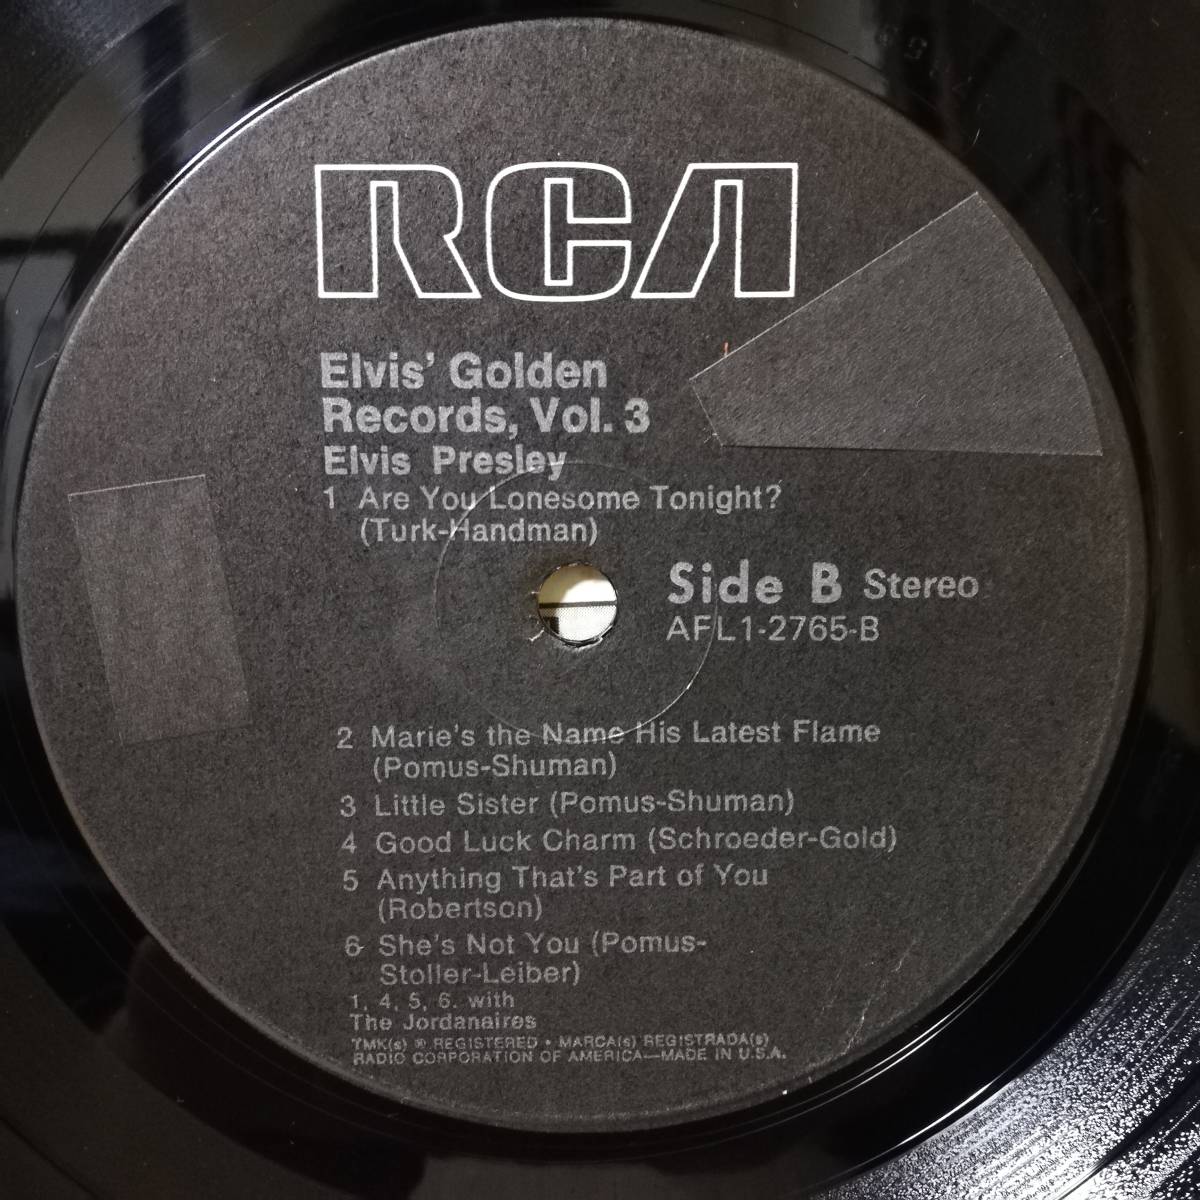 RCA
Elvis' Golden
Records, Vol. 3
Elvis Presley
1 Are You Lonesome Tonight?
(Turk-Handman)
Side B Stereo
AFL1-2765-B
2 Marie's the Name His Latest Flame
(Pomus-Shuman)
3 Little Sister (Pomus-Shuman)
4 Good Luck Charm (Schroeder-Gold)
5 Anything That's Part of You
(Robertson)
6 She's Not You (Pomus-
Stoller-Leiber)
1, 4, 5, 6. with
The Jordanaires
TMK(s) ® REGISTERED • MARCA(s) REGISTRADA(s)
RADIO CORPORATION OF AMERICA—MADE IN U.S.A.